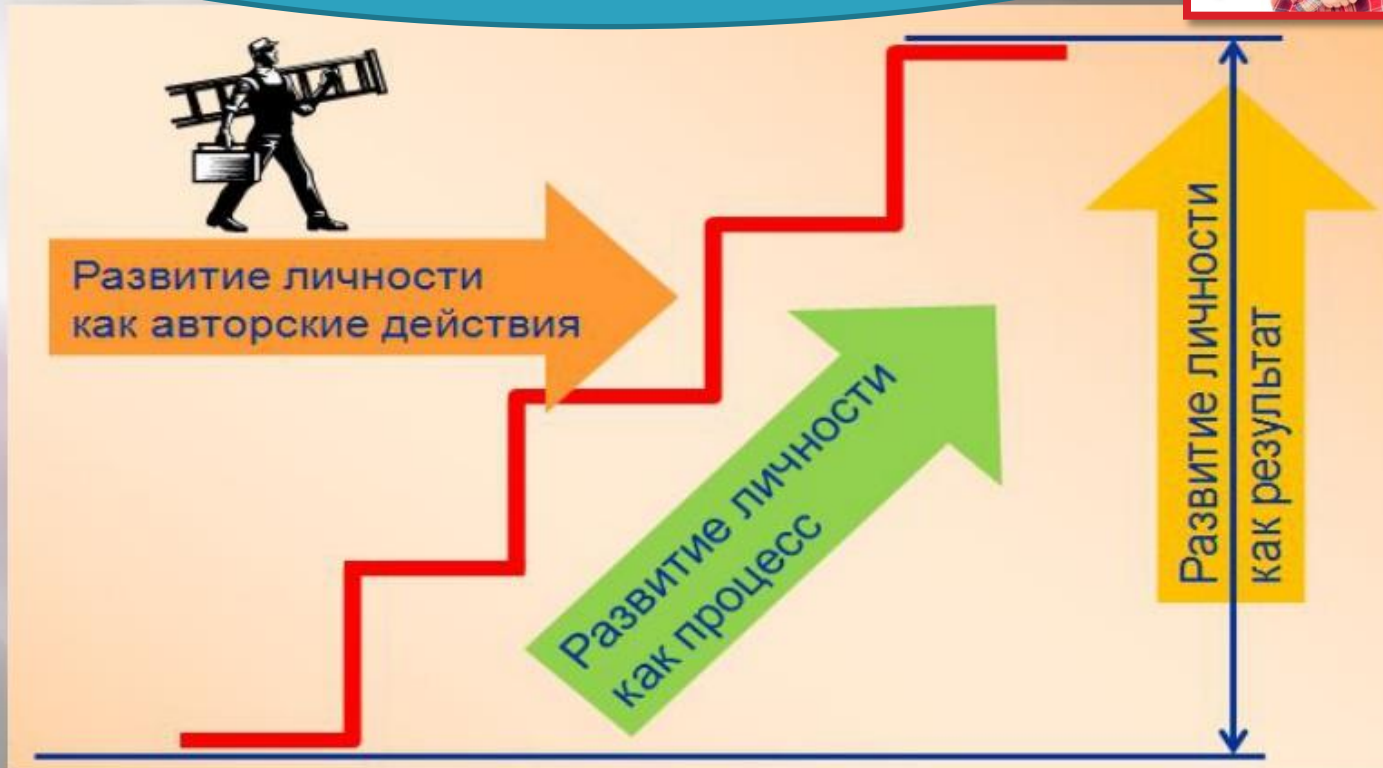 Развитие личности
как авторские действия
Развитие личности
как процесс
Развитие личности
как результат